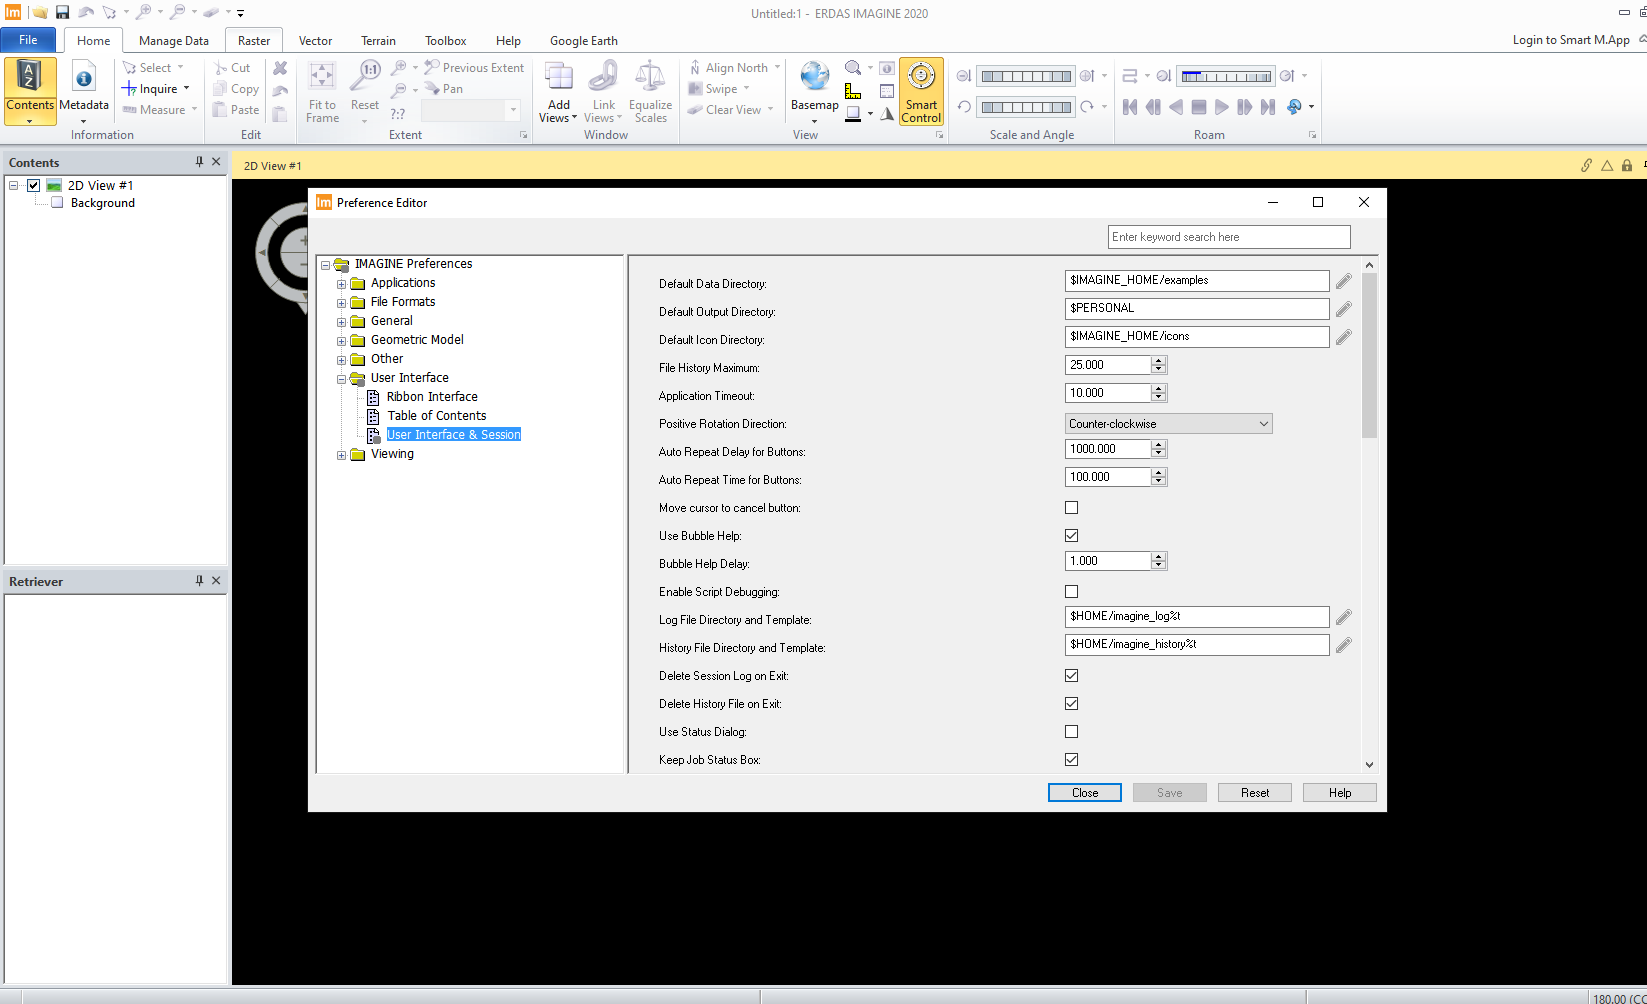 Im
Untitled:1 - ERDAS IMAGINE 2020
File Home Manage Data Raster Vector Terrain Toolbox Help Google Earth Login to Smart M.App
Contents
Metadata
Select
Inquire
Measure
Information
Cut
Copy
Paste
Edit
Fit to
Frame
1:1
Reset
?:?
Previous Extent
Pan
Extent
Add
Views
Link
Views
Equalize
Scales
Window
Align North
Swipe
Clear View
Basemap
View
Smart
Control
Scale and Angle
Roam
Contents
2D View #1
Background
Retriever
2D View #1
Im Preference Editor
Enter keyword search here
IMAGINE Preferences
Applications
File Formats
General
Geometric Model
Other
User Interface
Ribbon Interface
Table of Contents
User Interface & Session
Viewing
Default Data Directory: $IMAGINE_HOME/examples
Default Output Directory: $PERSONAL
Default Icon Directory: $IMAGINE_HOME/icons
File History Maximum: 25.000
Application Timeout: 10.000
Positive Rotation Direction: Counter-clockwise
Auto Repeat Delay for Buttons: 1000.000
Auto Repeat Time for Buttons: 100.000
Move cursor to cancel button:
Use Bubble Help:
Bubble Help Delay: 1.000
Enable Script Debugging:
Log File Directory and Template: $HOME/imagine_log%t
History File Directory and Template: $HOME/imagine_history%t
Delete Session Log on Exit:
Delete History File on Exit:
Use Status Dialog:
Keep Job Status Box:
Close Save Reset Help
180.00 (CC